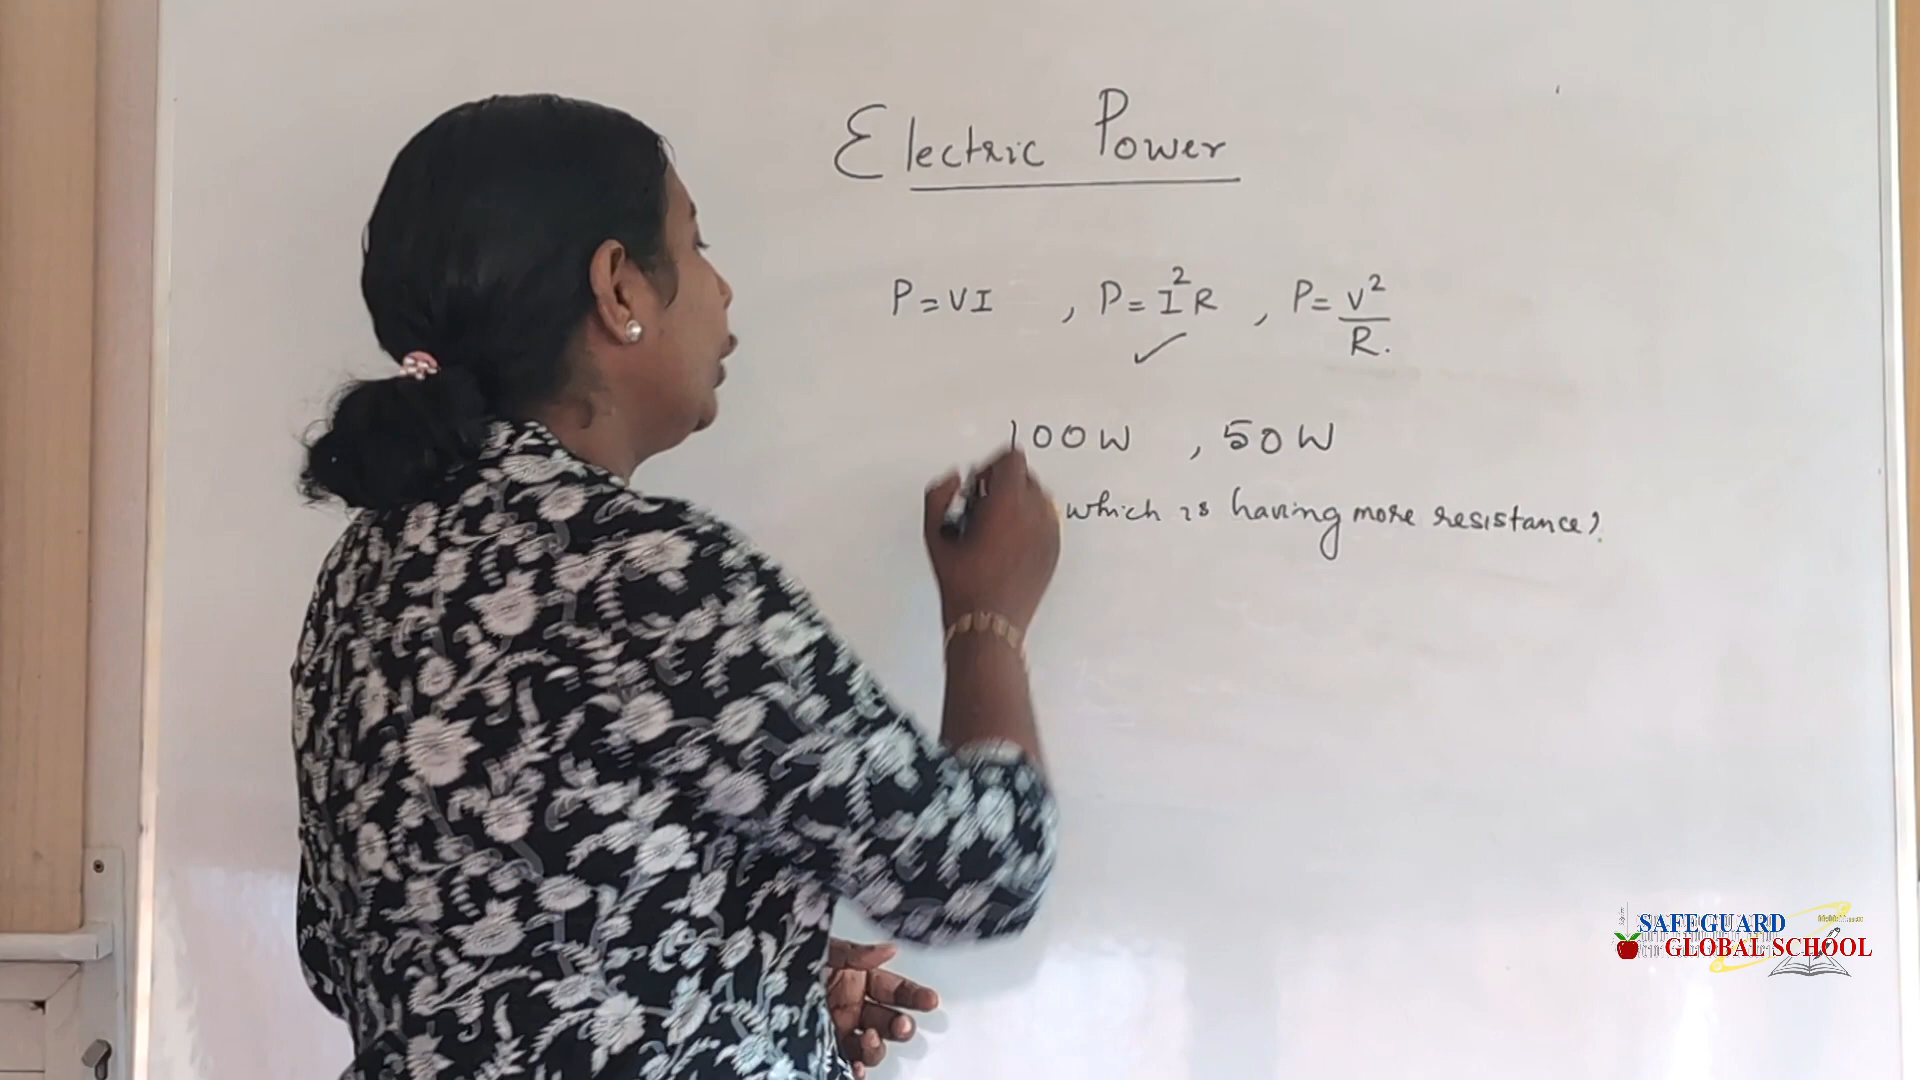 Electric Power
P = VI , P = I²R , P = V²/R.
100W , 50W
which is having more resistance?
SAFEGUARD
GLOBAL SCHOOL